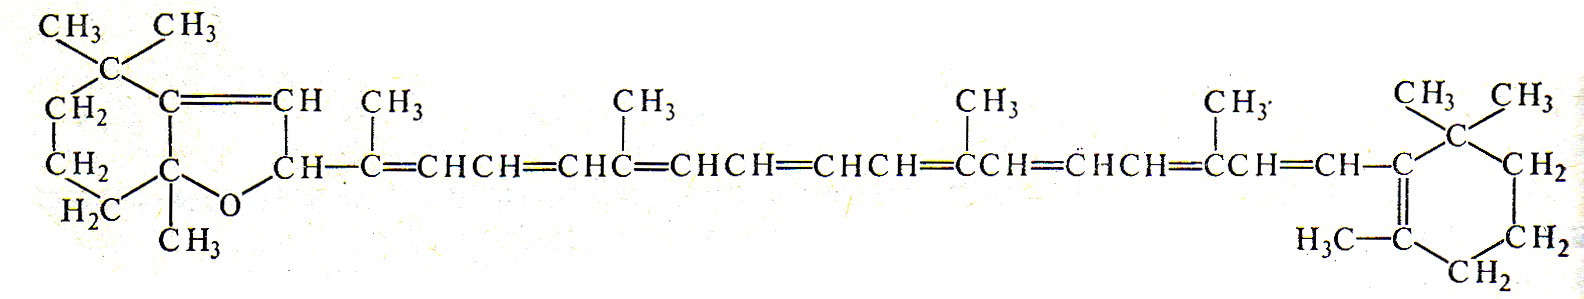 CH₃ CH₃ CH₃ CH₃
C
CH₂ C CH CH₃ CH₃ CH₃ CH₃ C
CH₂ C CH C CHCH CHC CHCH CHCH CCH CHCH CCH CH C CH₂
H₂C O
CH₃ H₃C C CH₂
CH₂